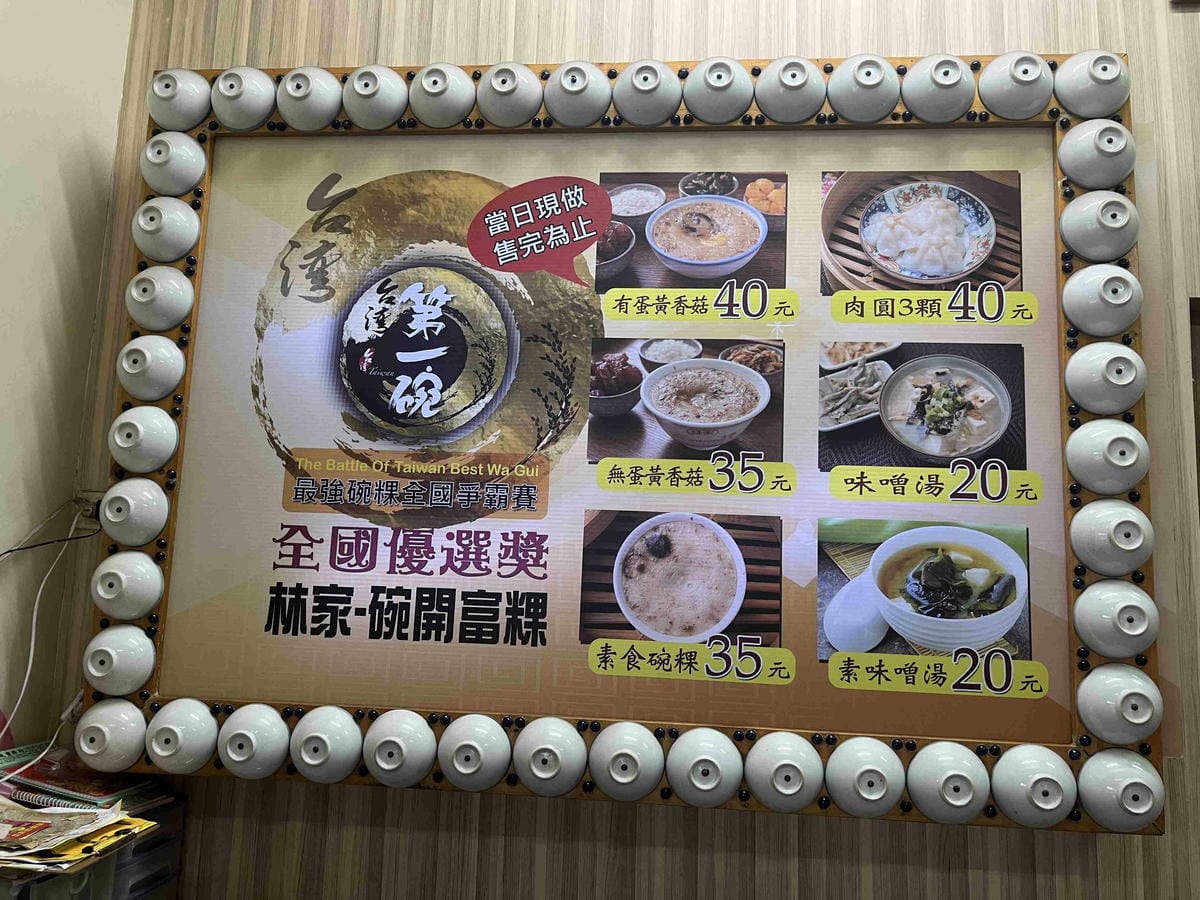 台灣
當日現做
售完為止
台灣
第一碗
台灣
Taiwan
The Battle Of Taiwan Best Wa Gui
最強碗粿全國爭霸賽
全國優選獎
林家-碗開富粿
有蛋黃香菇40元
無蛋黃香菇35元
素食碗粿35元
肉圓3顆40元
味噌湯20元
素味噌湯20元